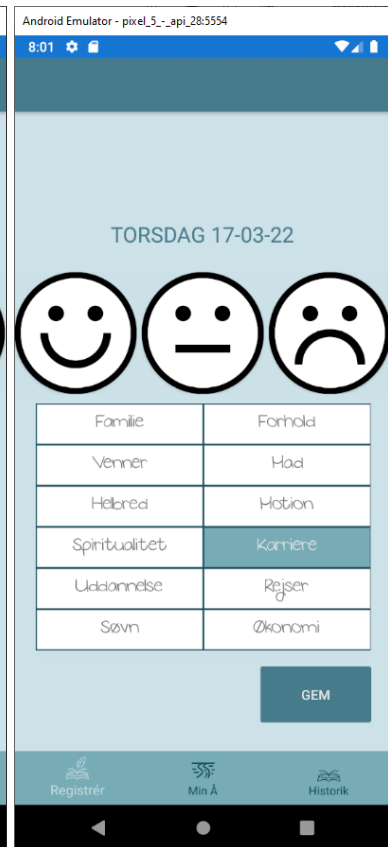 Android Emulator - pixel_5_-_api_28:5554
8:01
TORSDAG 17-03-22
Familie Forhold
Venner Mad
Helbred Motion
Spiritualitet Karriere
Uddannelse Rejser
Søvn Økonomi
GEM
Registrér Min Å Historik